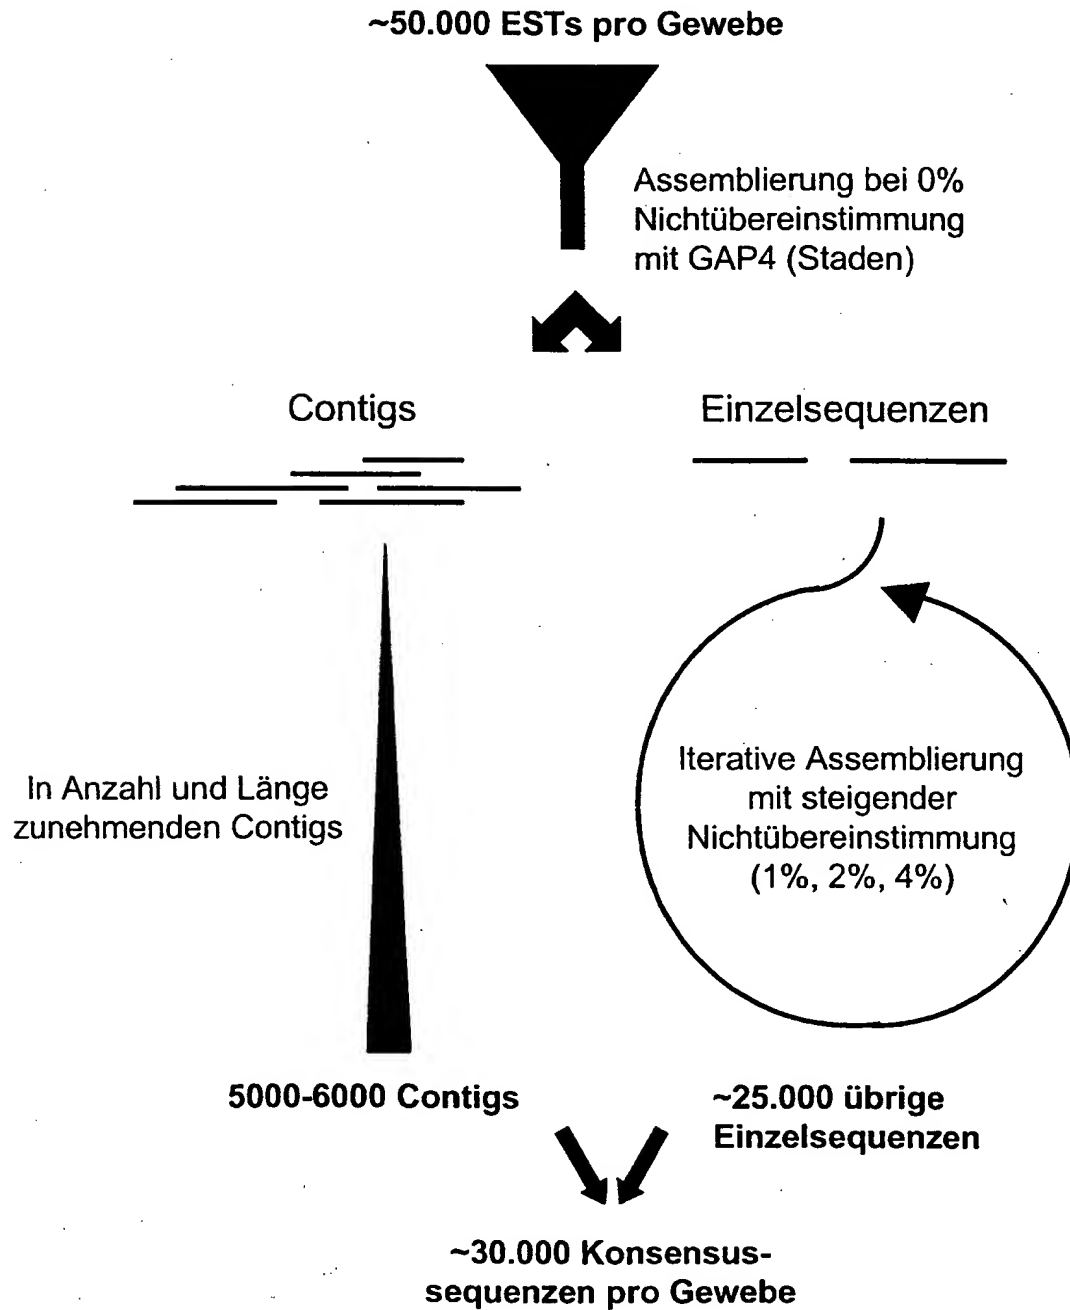 ~50.000 ESTs pro Gewebe
Assemblierung bei 0%
Nichtübereinstimmung
mit GAP4 (Staden)
Contigs
Einzelsequenzen
In Anzahl und Länge
zunehmenden Contigs
Iterative Assemblierung
mit steigender
Nichtübereinstimmung
(1%, 2%, 4%)
5000-6000 Contigs
~25.000 übrige
Einzelsequenzen
~30.000 Konsensus-
sequenzen pro Gewebe